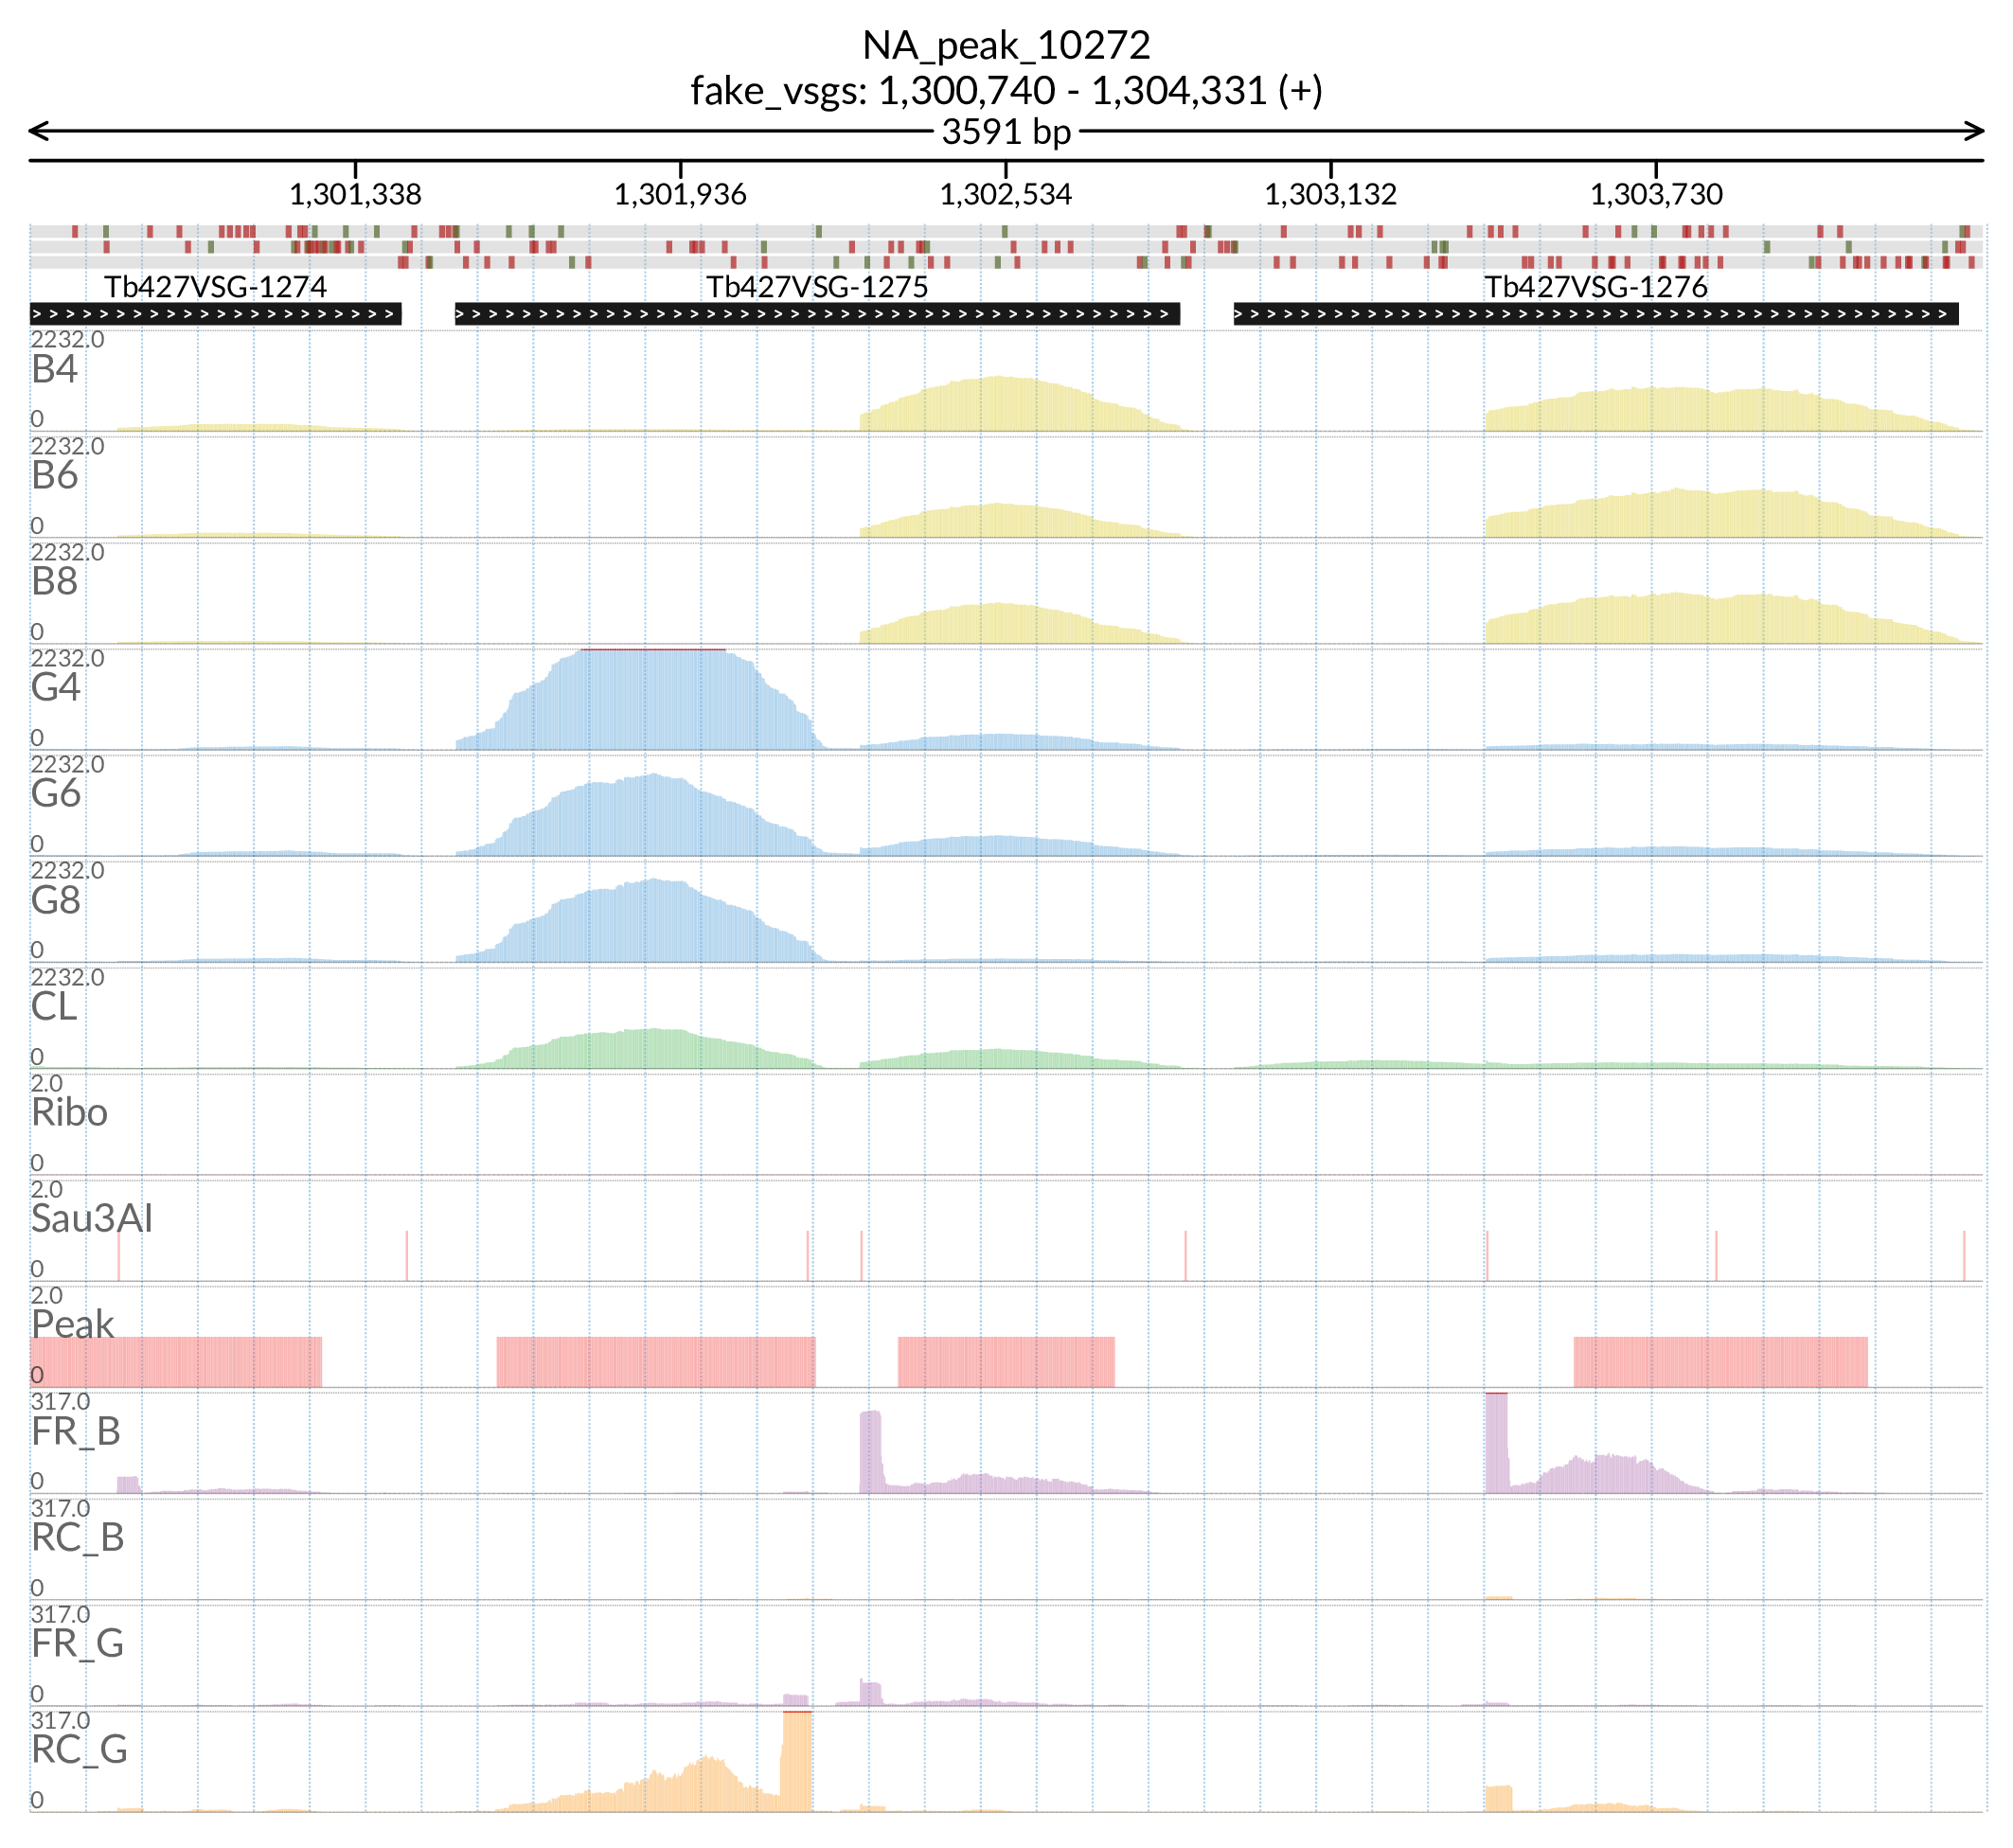 NA_peak_10272
fake_vsgs: 1,300,740 - 1,304,331 (+)
3591 bp
1,301,338 1,301,936 1,302,534 1,303,132 1,303,730
Tb427VSG-1274 Tb427VSG-1275 Tb427VSG-1276
2232.0
B4
0
2232.0
B6
0
2232.0
B8
0
2232.0
G4
0
2232.0
G6
0
2232.0
G8
0
2232.0
CL
0
2.0
Ribo
0
2.0
Sau3AI
0
2.0
Peak
0
317.0
FR_B
0
317.0
RC_B
0
317.0
FR_G
0
317.0
RC_G
0